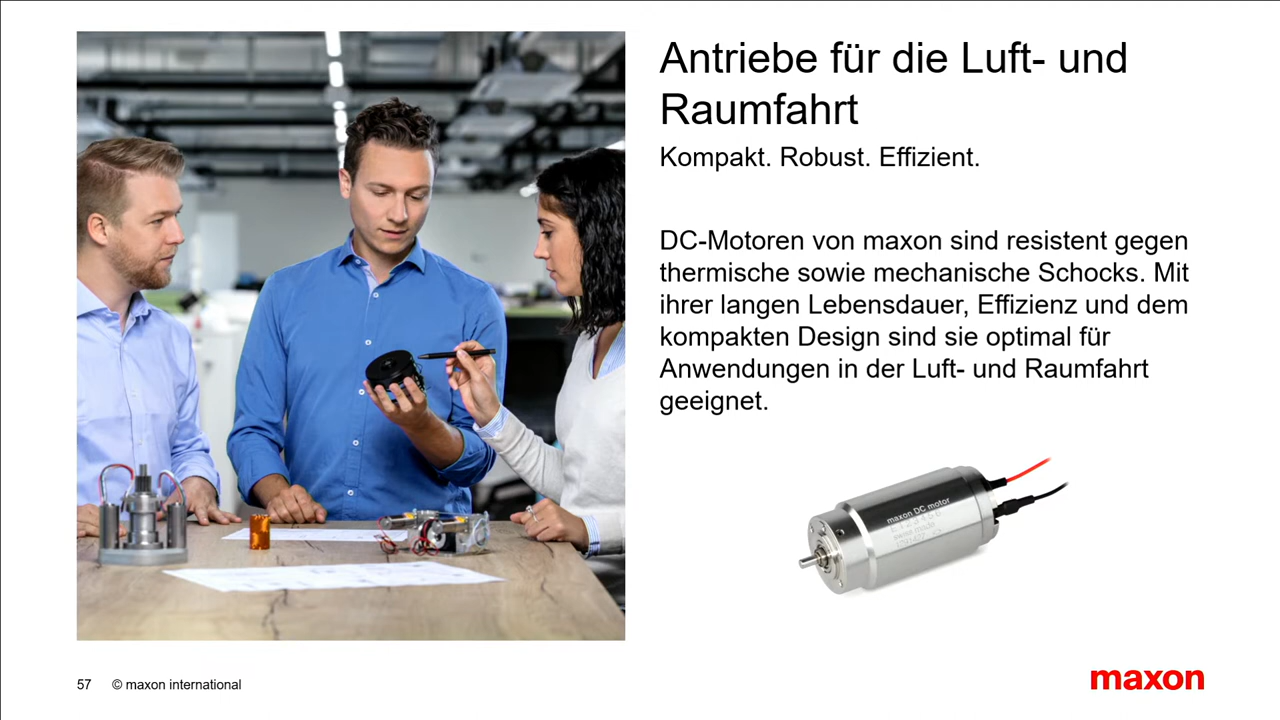 Antriebe für die Luft- und
Raumfahrt
Kompakt. Robust. Effizient.
DC-Motoren von maxon sind resistent gegen
thermische sowie mechanische Schocks. Mit
ihrer langen Lebensdauer, Effizienz und dem
kompakten Design sind sie optimal für
Anwendungen in der Luft- und Raumfahrt
geeignet.
maxon DC motor
swiss made
57 © maxon international
maxon